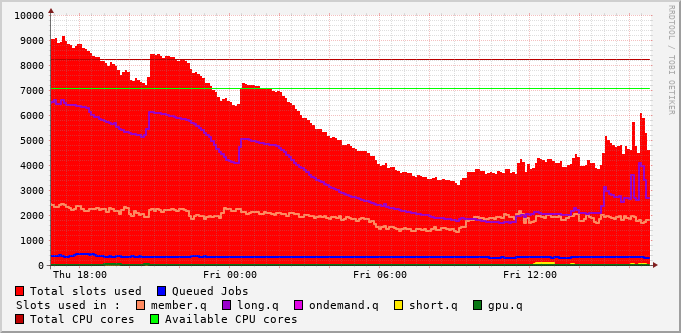 10000
9000
8000
7000
6000
5000
4000
3000
2000
1000
0
Thu 18:00 Fri 00:00 Fri 06:00 Fri 12:00
RRDTOOL / TOBI OETIKER
Total slots used Queued Jobs
Slots used in : member.q long.q ondemand.q short.q gpu.q
Total CPU cores Available CPU cores